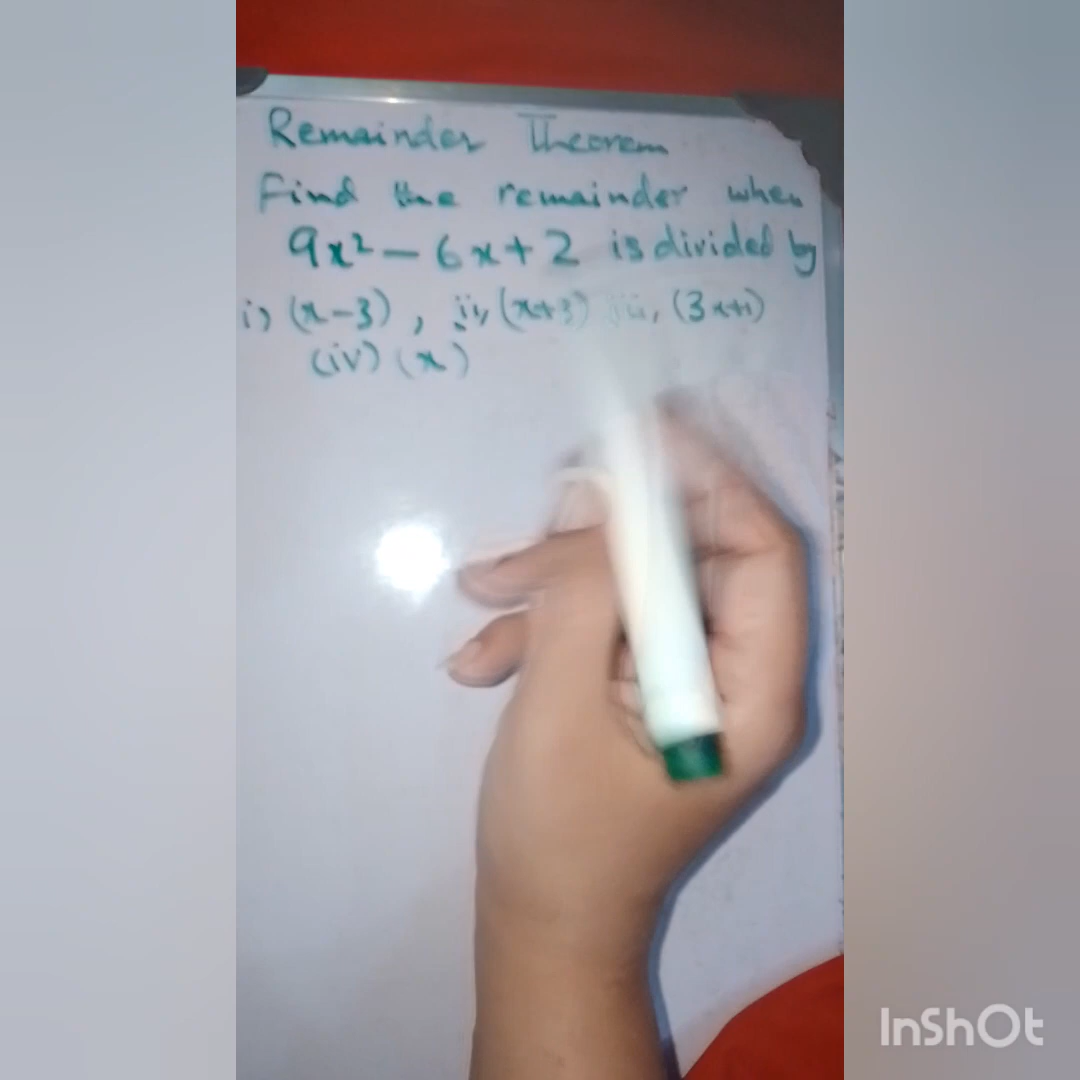 Remainder Theorem
Find the remainder when
9x² - 6x + 2 is divided by
i) (x-3), ii, (x+3) iii, (3x+1)
(iv) (x)
InShOt